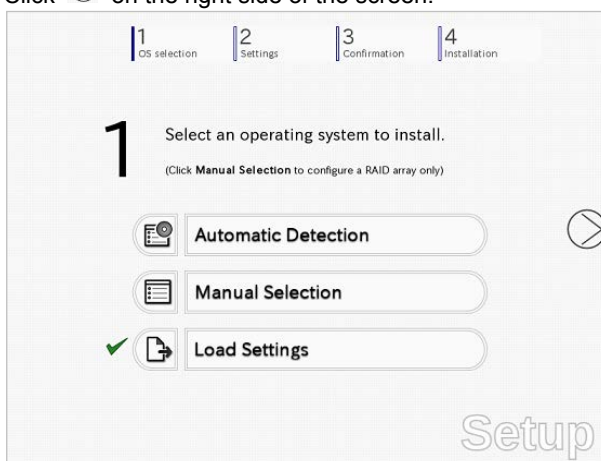 Click on the right side of the screen.
1 2 3 4
OS selection Settings Confirmation Installation
1
Select an operating system to install.
(Click Manual Selection to configure a RAID array only)
Automatic Detection
Manual Selection
Load Settings
Setup